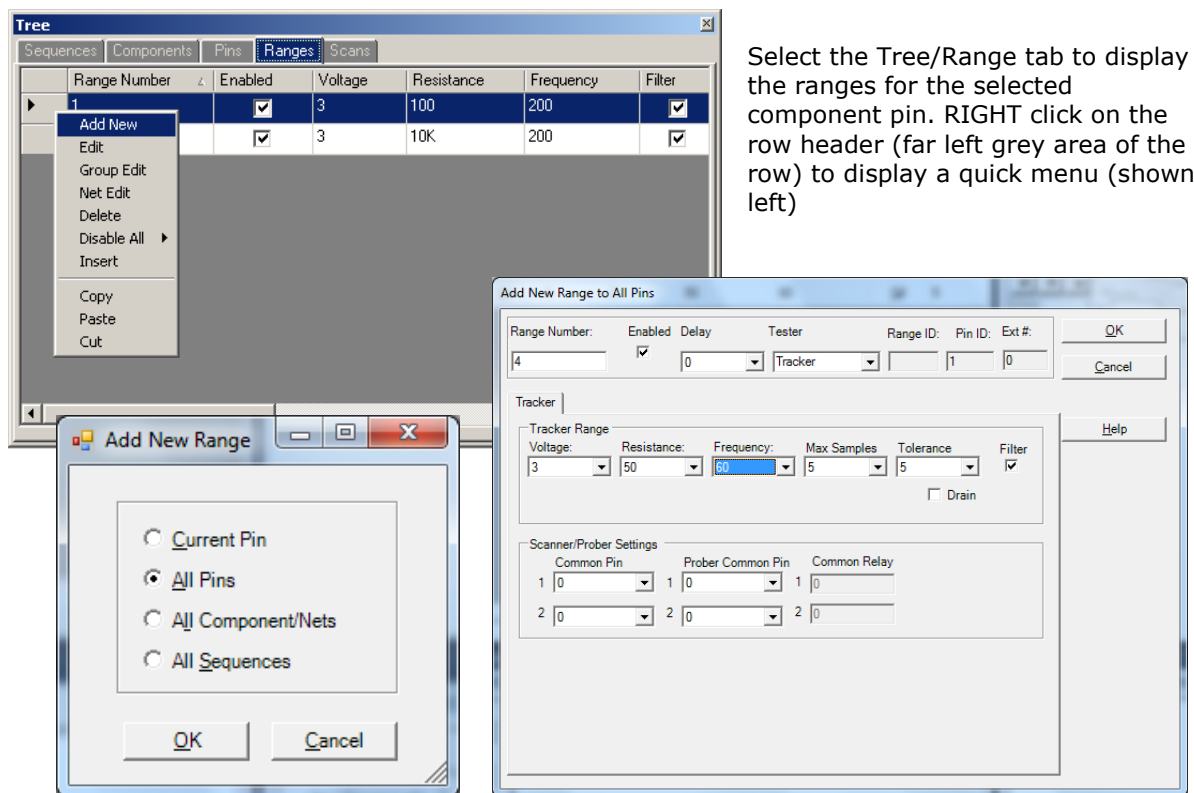 Tree
Sequences Components Pins Ranges Scans
Range Number Enabled Voltage Resistance Frequency Filter
1 3 100 200
3 10K 200
Add New
Edit
Group Edit
Net Edit
Delete
Disable All
Insert
Copy
Paste
Cut
Select the Tree/Range tab to display
the ranges for the selected
component pin. RIGHT click on the
row header (far left grey area of the
row) to display a quick menu (shown
left)
Add New Range
Current Pin
All Pins
All Component/Nets
All Sequences
OK Cancel
Add New Range to All Pins
Range Number: Enabled Delay Tester Range ID: Pin ID: Ext #:
4 0 Tracker 1 0
OK
Cancel
Help
Tracker
Tracker Range
Voltage: Resistance: Frequency: Max Samples Tolerance Filter
3 50 60 5 5
Drain
Scanner/Prober Settings
Common Pin Prober Common Pin Common Relay
1 0 1 0 1 0
2 0 2 0 2 0